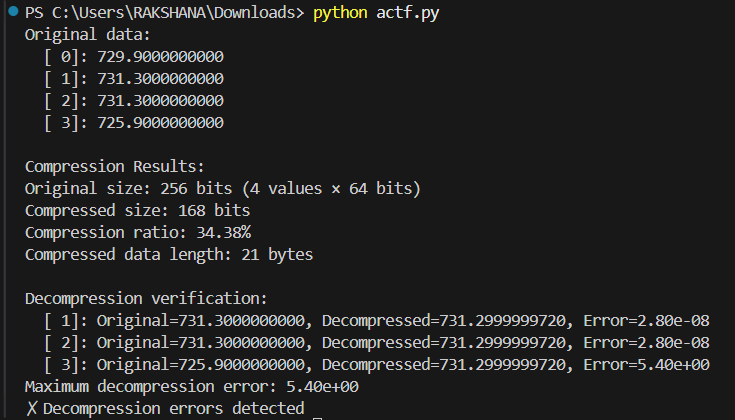 PS C:\Users\RAKSHANA\Downloads> python actf.py
Original data:
[ 0]: 729.9000000000
[ 1]: 731.3000000000
[ 2]: 731.3000000000
[ 3]: 725.9000000000
Compression Results:
Original size: 256 bits (4 values × 64 bits)
Compressed size: 168 bits
Compression ratio: 34.38%
Compressed data length: 21 bytes
Decompression verification:
[ 1]: Original=731.3000000000, Decompressed=731.2999999720, Error=2.80e-08
[ 2]: Original=731.3000000000, Decompressed=731.2999999720, Error=2.80e-08
[ 3]: Original=725.9000000000, Decompressed=731.2999999720, Error=5.40e+00
Maximum decompression error: 5.40e+00
✗ Decompression errors detected